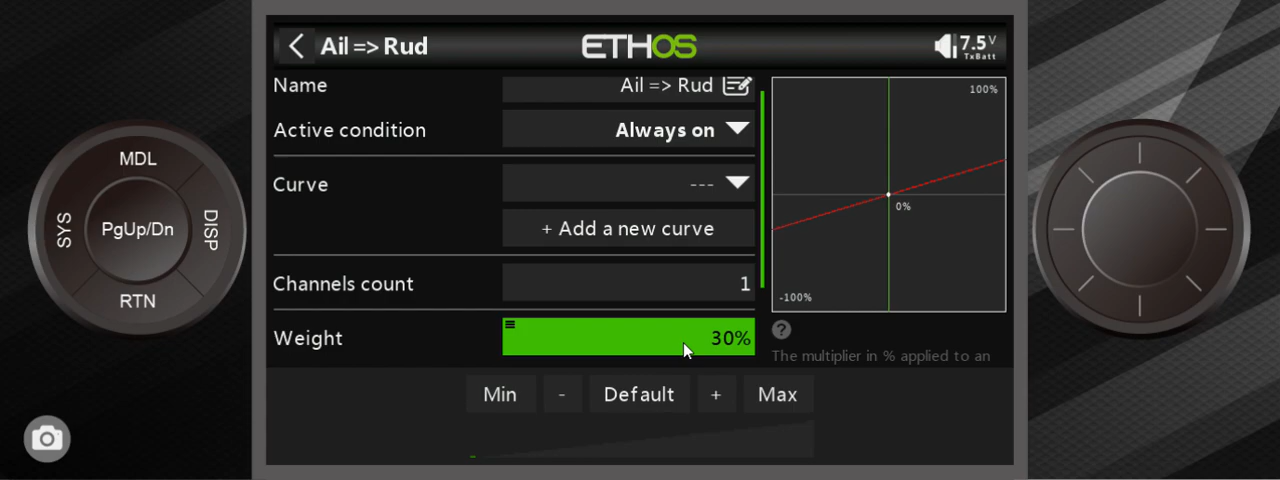 Ail => Rud
ETHOS
7.5V
TxBatt
Name
Ail => Rud
Active condition
Always on
Curve
---
+ Add a new curve
Channels count
1
Weight
30%
100%
0%
-100%
?
The multiplier in % applied to an
Min
-
Default
+
Max
MDL
SYS
PgUp/Dn
DISP
RTN